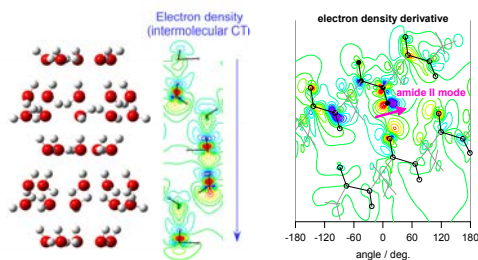 Electron density
(intermolecular CT)
electron density derivative
amide II mode
-180 -120 -60 0 60 120 180
angle / deg.